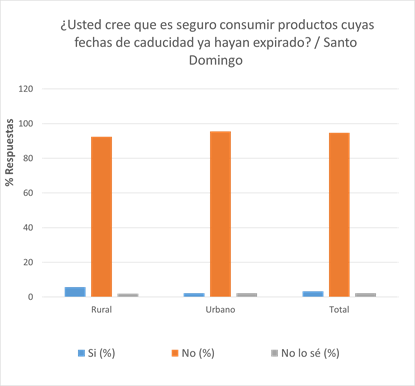 ¿Usted cree que es seguro consumir productos cuyas
fechas de caducidad ya hayan expirado? / Santo
Domingo
% Respuestas
120
100
80
60
40
20
0
Rural
Urbano
Total
Si (%)
No (%)
No lo sé (%)